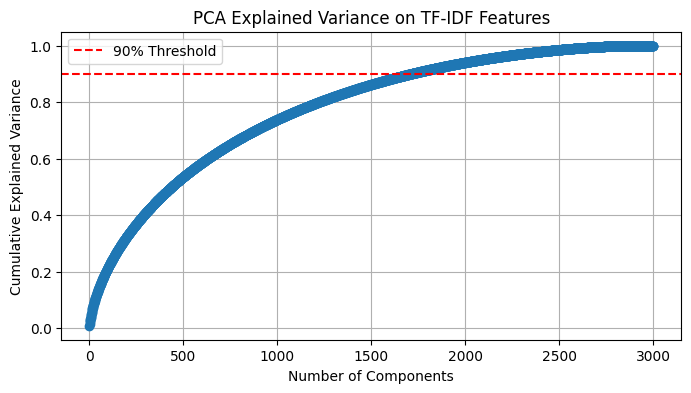 PCA Explained Variance on TF-IDF Features
90% Threshold
Cumulative Explained Variance
1.0
0.8
0.6
0.4
0.2
0.0
0 500 1000 1500 2000 2500 3000
Number of Components